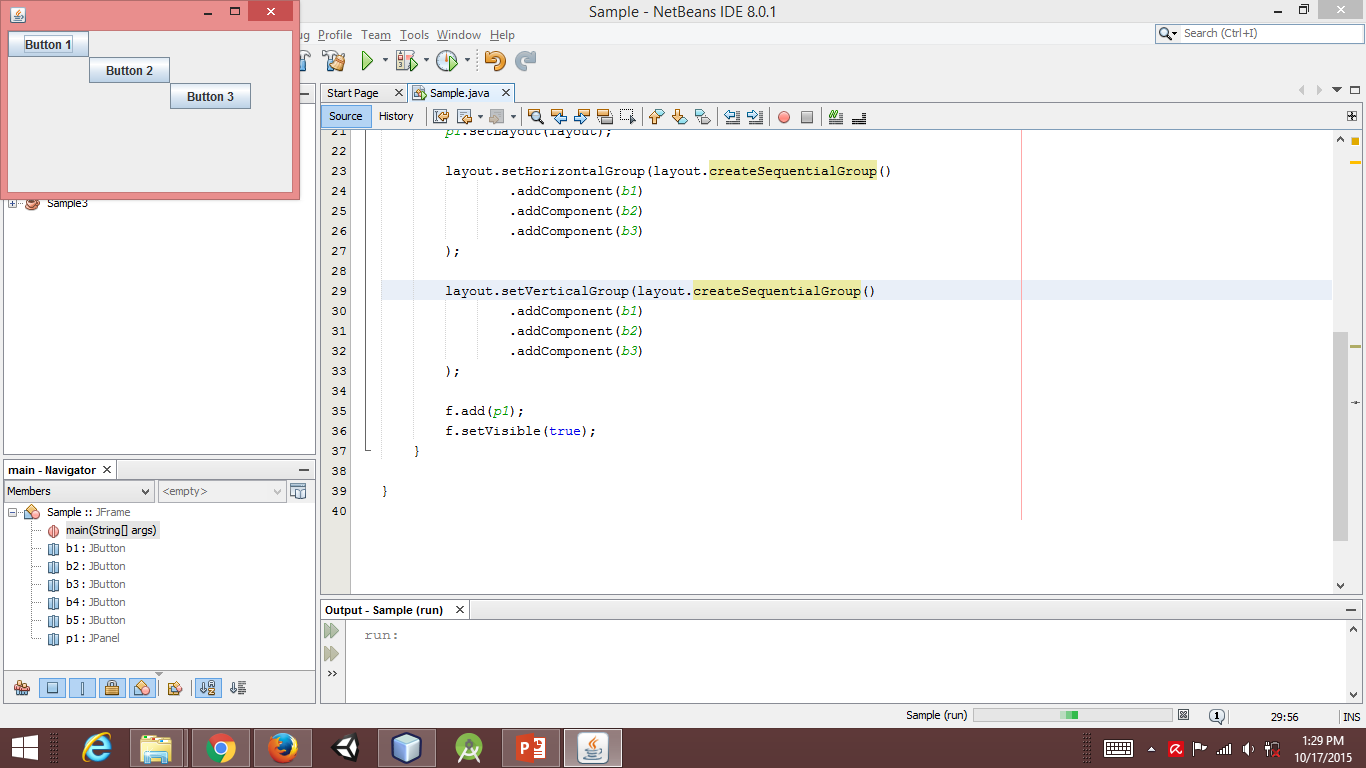 Sample - NetBeans IDE 8.0.1
Button 1
Button 2
Button 3
ug Profile Team Tools Window Help
Search (Ctrl+I)
Start Page
Sample.java
Source History
21 p1.setLayout(layout);
22
23 layout.setHorizontalGroup(layout.createSequentialGroup()
24 .addComponent(b1)
25 .addComponent(b2)
26 .addComponent(b3)
27 );
28
29 layout.setVerticalGroup(layout.createSequentialGroup()
30 .addComponent(b1)
31 .addComponent(b2)
32 .addComponent(b3)
33 );
34
35 f.add(p1);
36 f.setVisible(true);
37 }
38
39 }
40
Sample3
main - Navigator
Members
<empty>
Sample :: JFrame
main(String[] args)
b1 : JButton
b2 : JButton
b3 : JButton
b4 : JButton
b5 : JButton
p1 : JPanel
Output - Sample (run)
run:
Sample (run)
1
29:56
INS
1:29 PM
10/17/2015